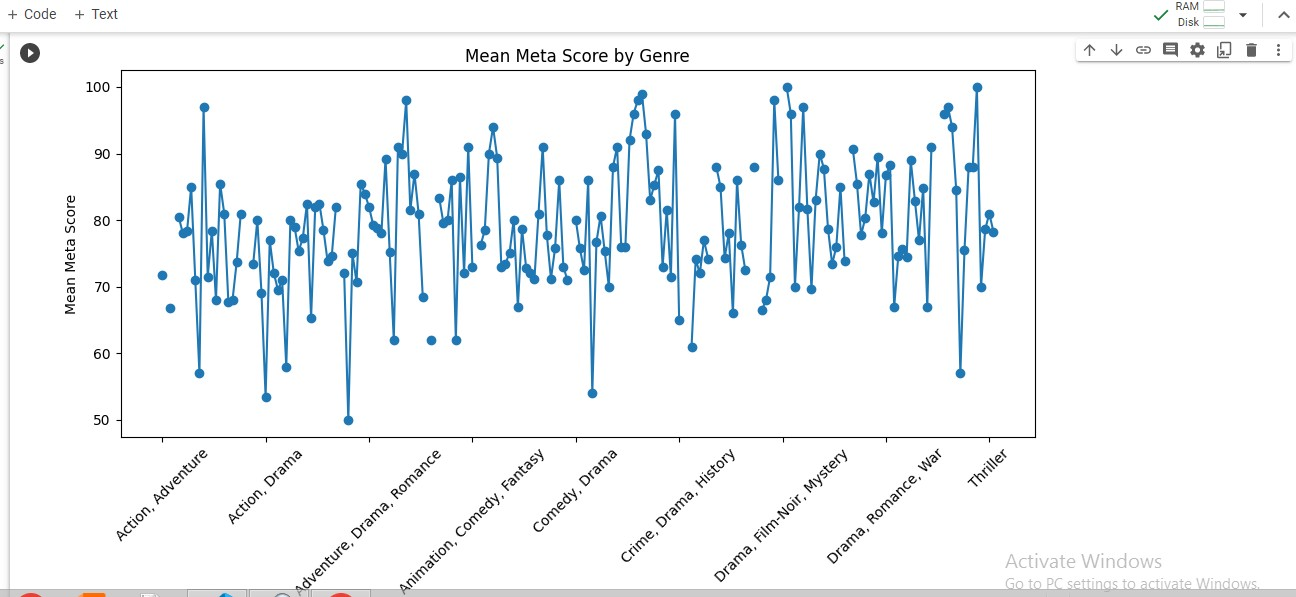 + Code + Text
RAM
Disk
s
Mean Meta Score by Genre
Mean Meta Score
100
90
80
70
60
50
Action, Adventure
Action, Drama
Adventure, Drama, Romance
Animation, Comedy, Fantasy
Comedy, Drama
Crime, Drama, History
Drama, Film-Noir, Mystery
Drama, Romance, War
Thriller
Activate Windows
Go to PC settings to activate Windows.